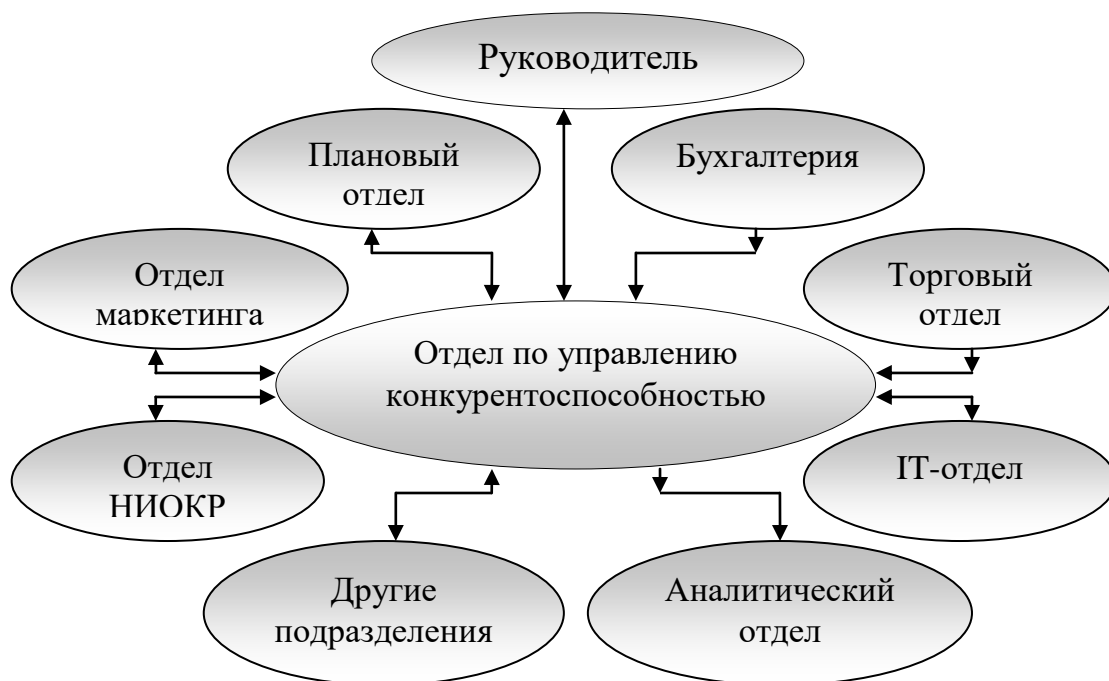 Руководитель
Плановый
отдел
Бухгалтерия
Отдел
маркетинга
Торговый
отдел
Отдел по управлению
конкурентоспособностью
Отдел
НИОКР
IT-отдел
Другие
подразделения
Аналитический
отдел